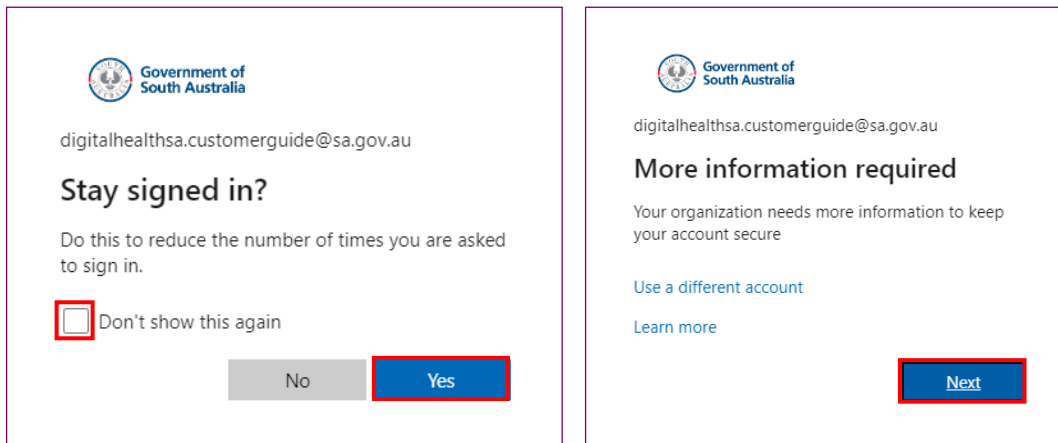 Government of
South Australia
digitalhealthsa.customerguide@sa.gov.au
Stay signed in?
Do this to reduce the number of times you are asked
to sign in.
Don't show this again
No
Yes
Government of
South Australia
digitalhealthsa.customerguide@sa.gov.au
More information required
Your organization needs more information to keep
your account secure
Use a different account
Learn more
Next